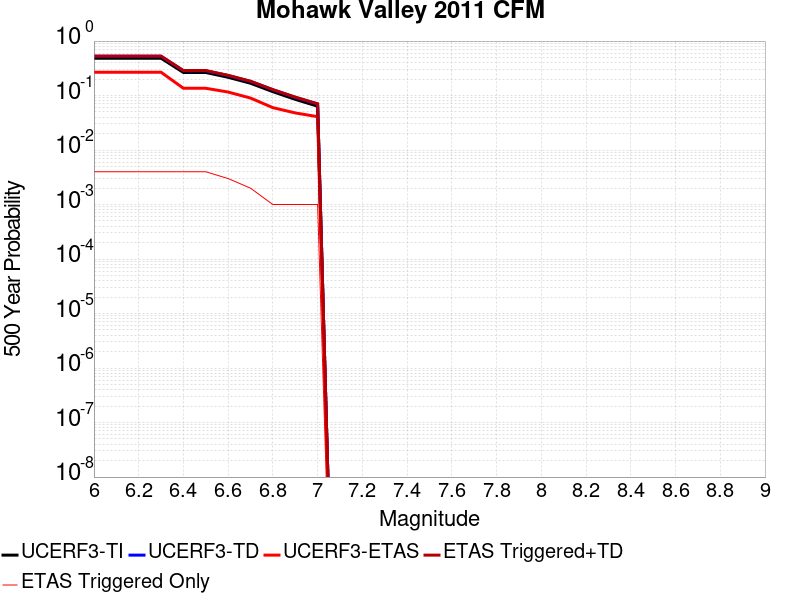 Mohawk Valley 2011 CFM
10^0
10^-1
10^-2
10^-3
10^-4
10^-5
10^-6
10^-7
10^-8
500 Year Probability
6 6.2 6.4 6.6 6.8 7 7.2 7.4 7.6 7.8 8 8.2 8.4 8.6 8.8 9
Magnitude
UCERF3-TI UCERF3-TD UCERF3-ETAS ETAS Triggered+TD
ETAS Triggered Only